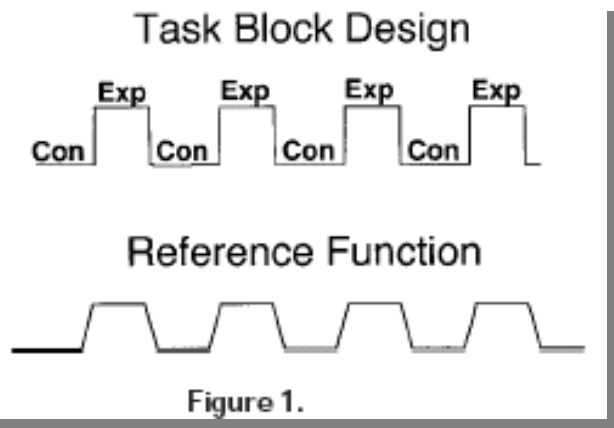 Task Block Design
Exp Exp Exp Exp
Con Con Con Con
Reference Function
Figure 1.